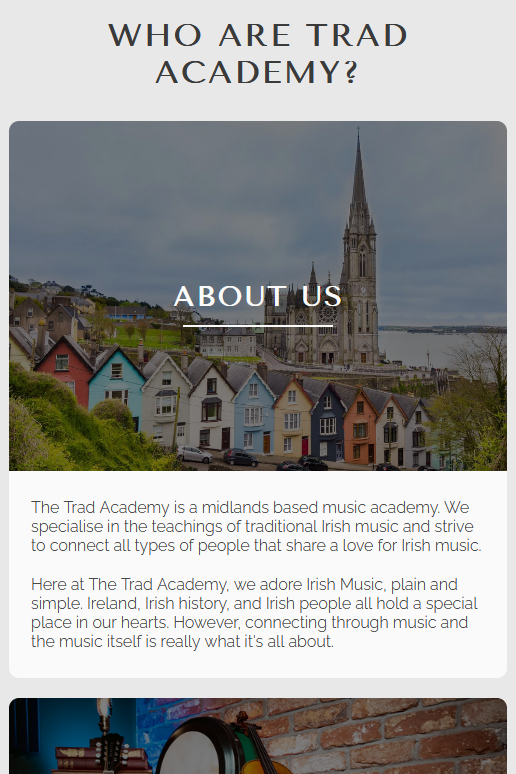 WHO ARE TRAD
ACADEMY?
ABOUT US
The Trad Academy is a midlands based music academy. We
specialise in the teachings of traditional Irish music and strive
to connect all types of people that share a love for Irish music.
Here at The Trad Academy, we adore Irish Music, plain and
simple. Ireland, Irish history, and Irish people all hold a special
place in our hearts. However, connecting through music and
the music itself is really what it's all about.